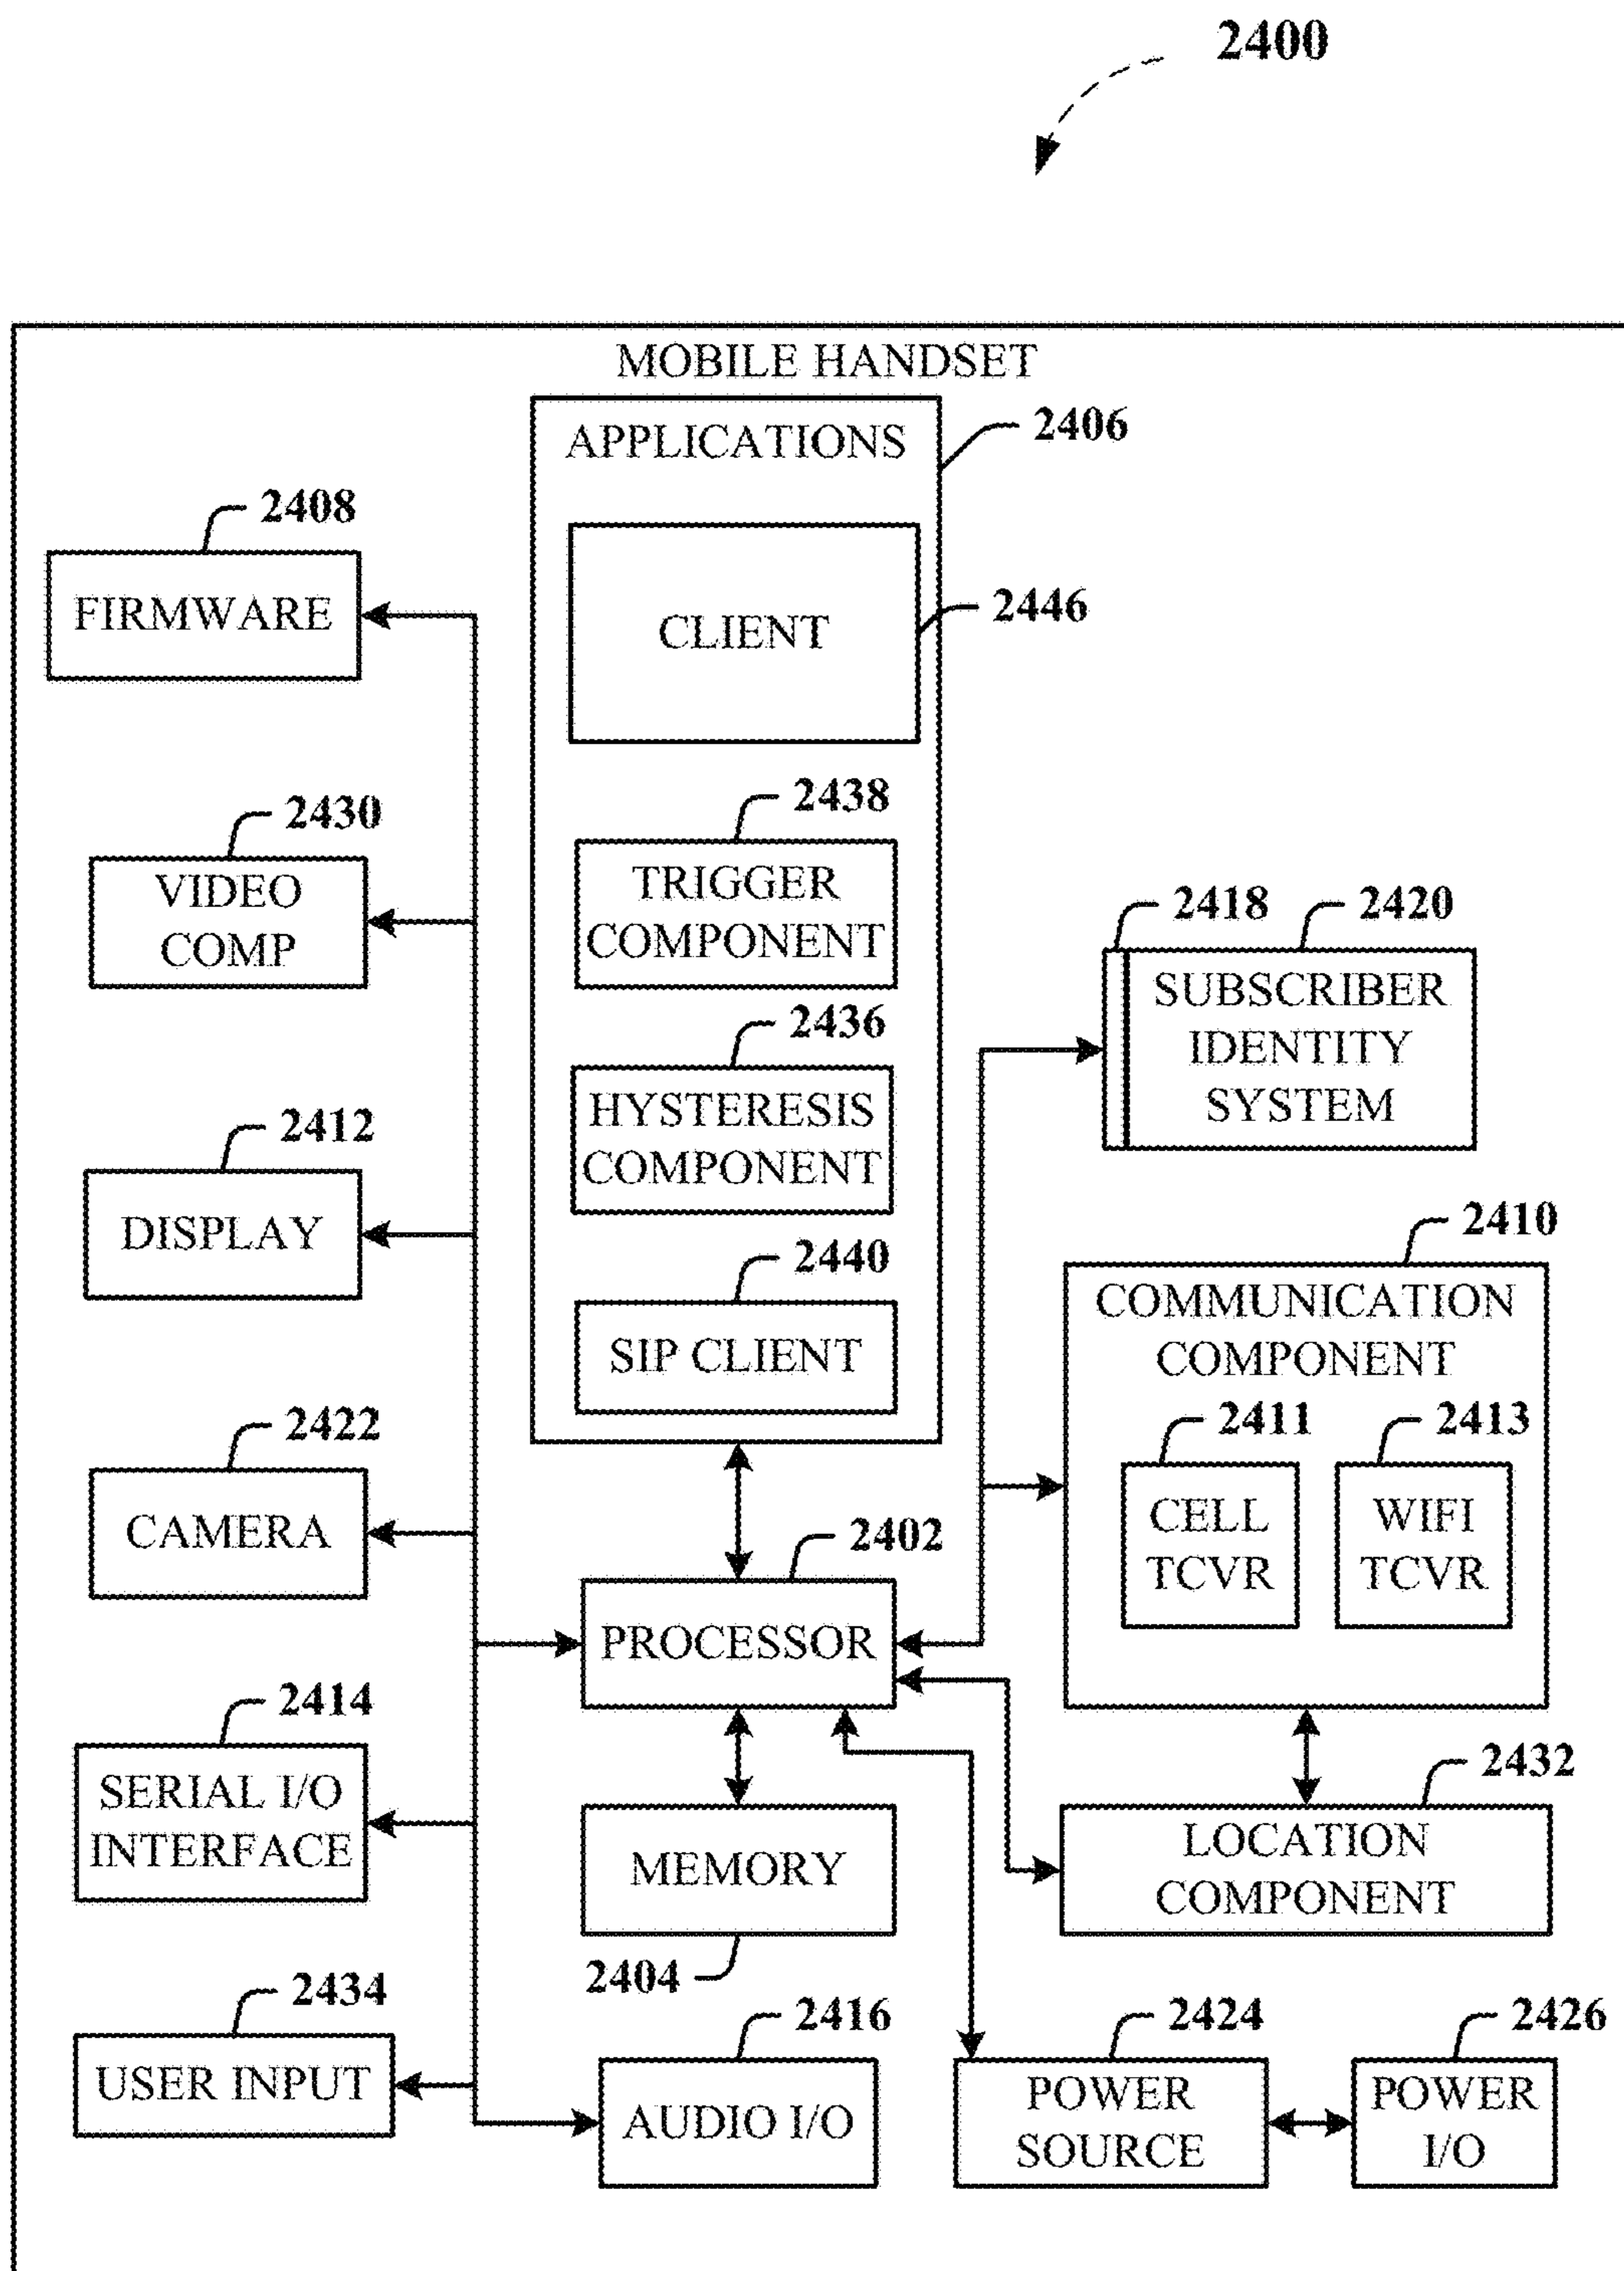 2400
MOBILE HANDSET
APPLICATIONS
2406
2408
FIRMWARE
CLIENT
2446
2430
VIDEO
COMP
2438
TRIGGER
COMPONENT
2418
2420
SUBSCRIBER
IDENTITY
SYSTEM
2436
HYSTERESIS
COMPONENT
2412
DISPLAY
2440
SIP CLIENT
2410
COMMUNICATION
COMPONENT
2411
CELL
TCVR
2413
WIFI
TCVR
2422
CAMERA
2402
PROCESSOR
2414
SERIAL I/O
INTERFACE
MEMORY
2404
2432
LOCATION
COMPONENT
2434
USER INPUT
2416
AUDIO I/O
2424
POWER
SOURCE
2426
POWER
I/O